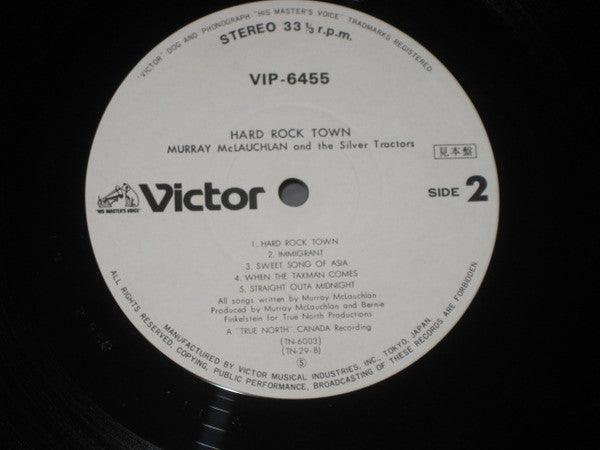 "VICTOR" DOG AND PHONOGRAPH "HIS MASTER'S VOICE" TRADMARKS REGISTERED.
STEREO 33 ⅓ r.p.m.
VIP-6455
HARD ROCK TOWN
MURRAY McLAUCHLAN and the Silver Tractors
見本盤
"HIS MASTER'S VOICE"
Victor
SIDE 2
1. HARD ROCK TOWN
2. IMMIGRANT
3. SWEET SONG OF ASIA
4. WHEN THE TAXMAN COMES
5. STRAIGHT OUTA MIDNIGHT
All songs written by Murray McLauchlan
Produced by Murray McLauchlan and Bernie
Finkelstein for True North Productions
A "TRUE NORTH", CANADA Recording
(TN-6003)
(TN-29-B)
Ⓢ
MANUFACTURED BY VICTOR MUSICAL INDUSTRIES, INC., TOKYO, JAPAN.
ALL RIGHTS RESERVED, COPYING, PUBLIC PERFORMANCE, BROADCASTING OF THESE RECORDS ARE FORBIDDEN.